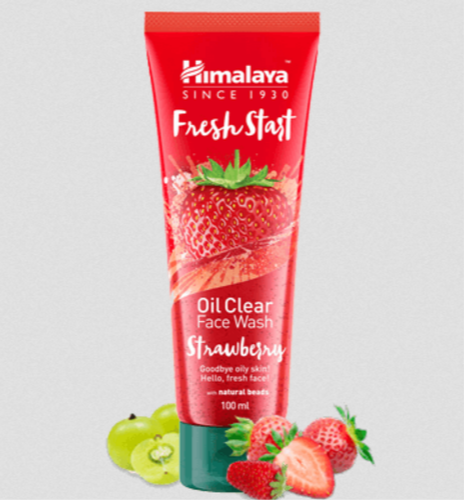 Himalaya™
SINCE 1930
Fresh Start
Oil Clear
Face Wash
Strawberry
Goodbye oily skin!
Hello, fresh face!
with natural beads
100 ml